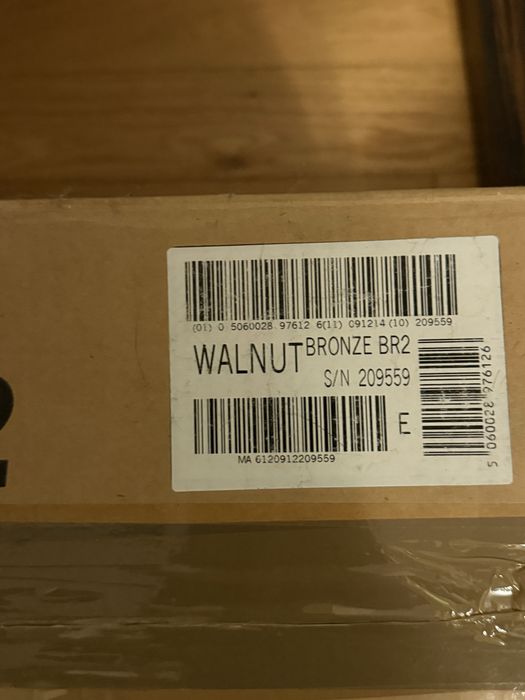 (01) 0 5060028 97612 6(11) 091214 (10) 209559
WALNUT BRONZE BR2
S/N 209559
E
MA 6120912209559
5 060028 976126